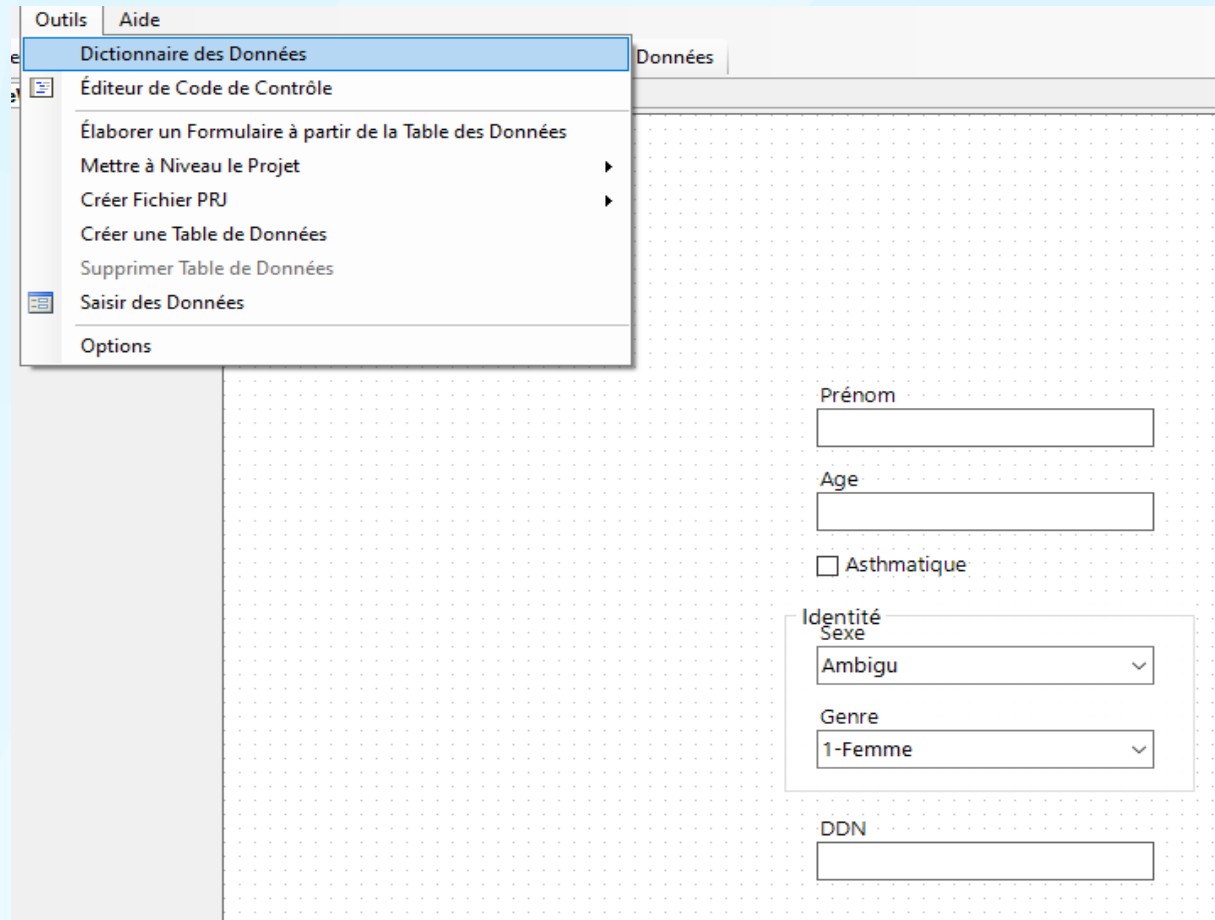 Outils Aide
Dictionnaire des Données
Données
Éditeur de Code de Contrôle
Élaborer un Formulaire à partir de la Table des Données
Mettre à Niveau le Projet
Créer Fichier PRJ
Créer une Table de Données
Supprimer Table de Données
Saisir des Données
Options
Prénom
Age
Asthmatique
Identité
Sexe
Ambigu
Genre
1-Femme
DDN